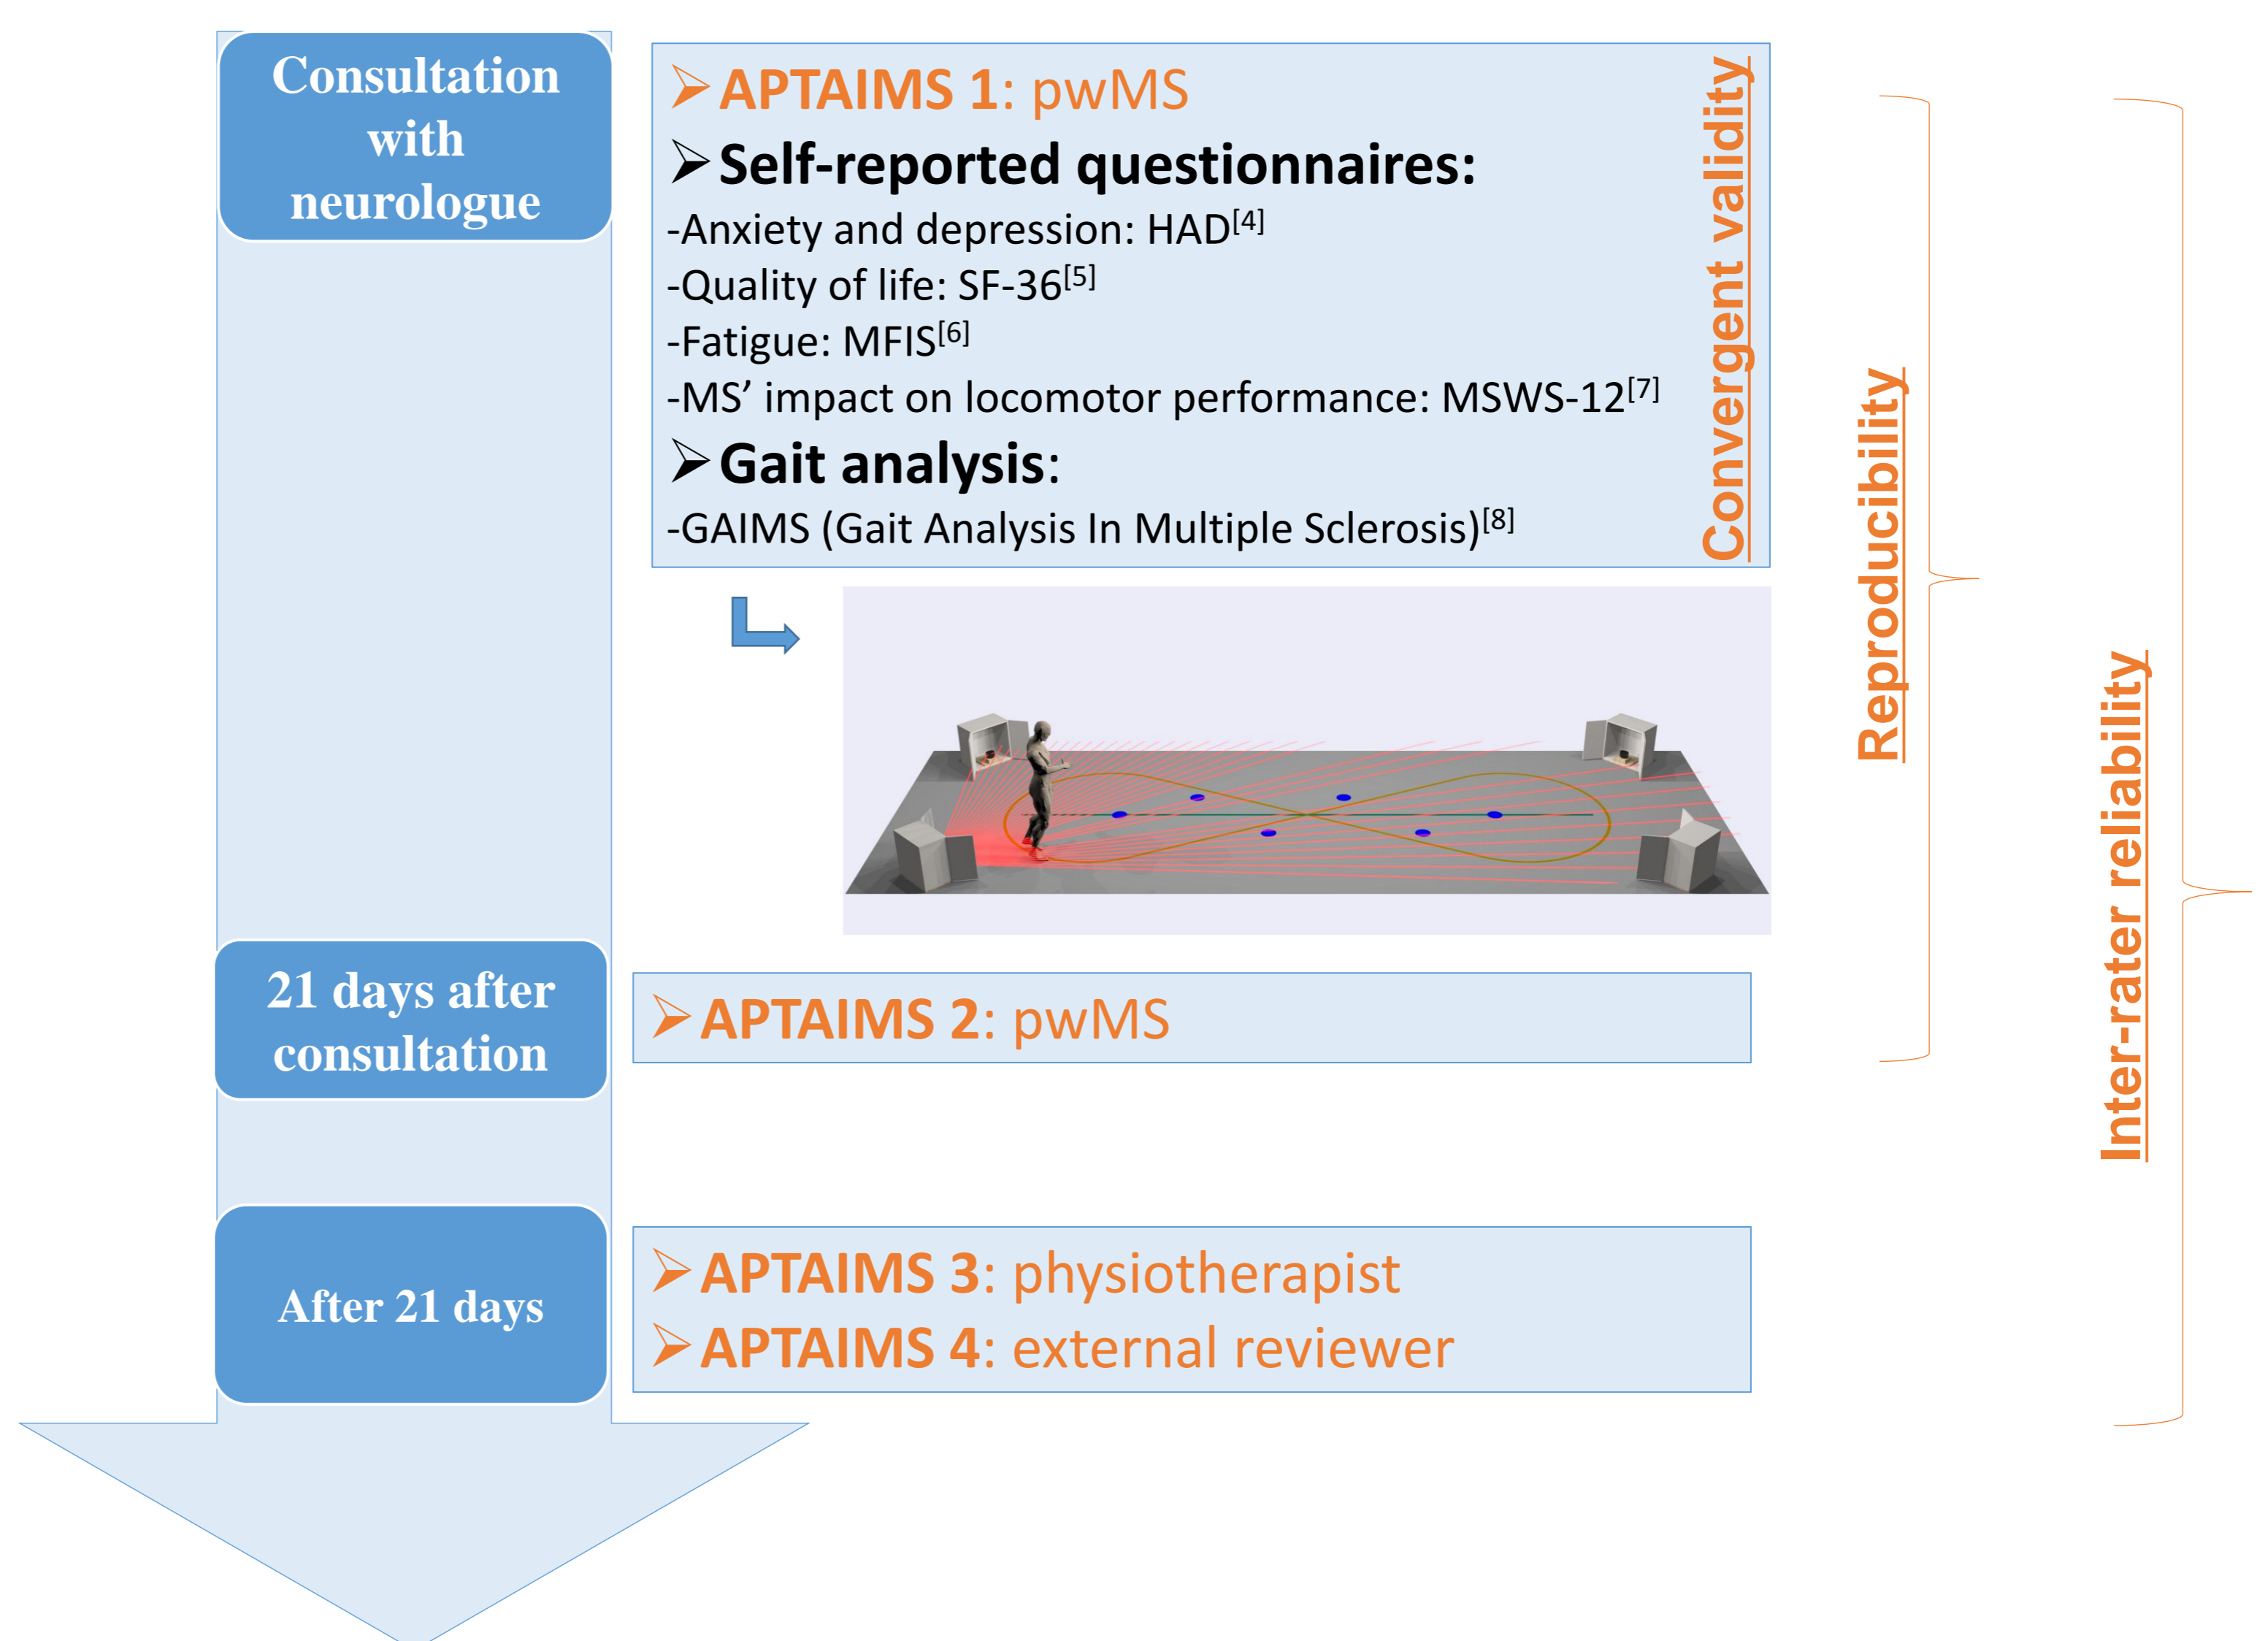 Consultation
with
neurologue
➢APTAIMS 1: pwMS
➢Self-reported questionnaires:
-Anxiety and depression: HAD[4]
-Quality of life: SF-36[5]
-Fatigue: MFIS[6]
-MS’ impact on locomotor performance: MSWS-12[7]
➢Gait analysis:
-GAIMS (Gait Analysis In Multiple Sclerosis)[8]
Convergent validity
Reproducibility
Inter-rater reliability
21 days after
consultation
➢APTAIMS 2: pwMS
After 21 days
➢APTAIMS 3: physiotherapist
➢APTAIMS 4: external reviewer